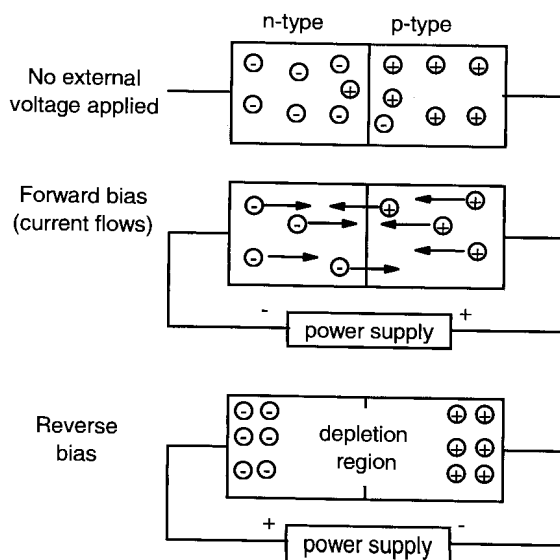 n-type p-type
No external
voltage applied
Forward bias
(current flows)
- +
power supply
Reverse
bias
depletion
region
+ -
power supply